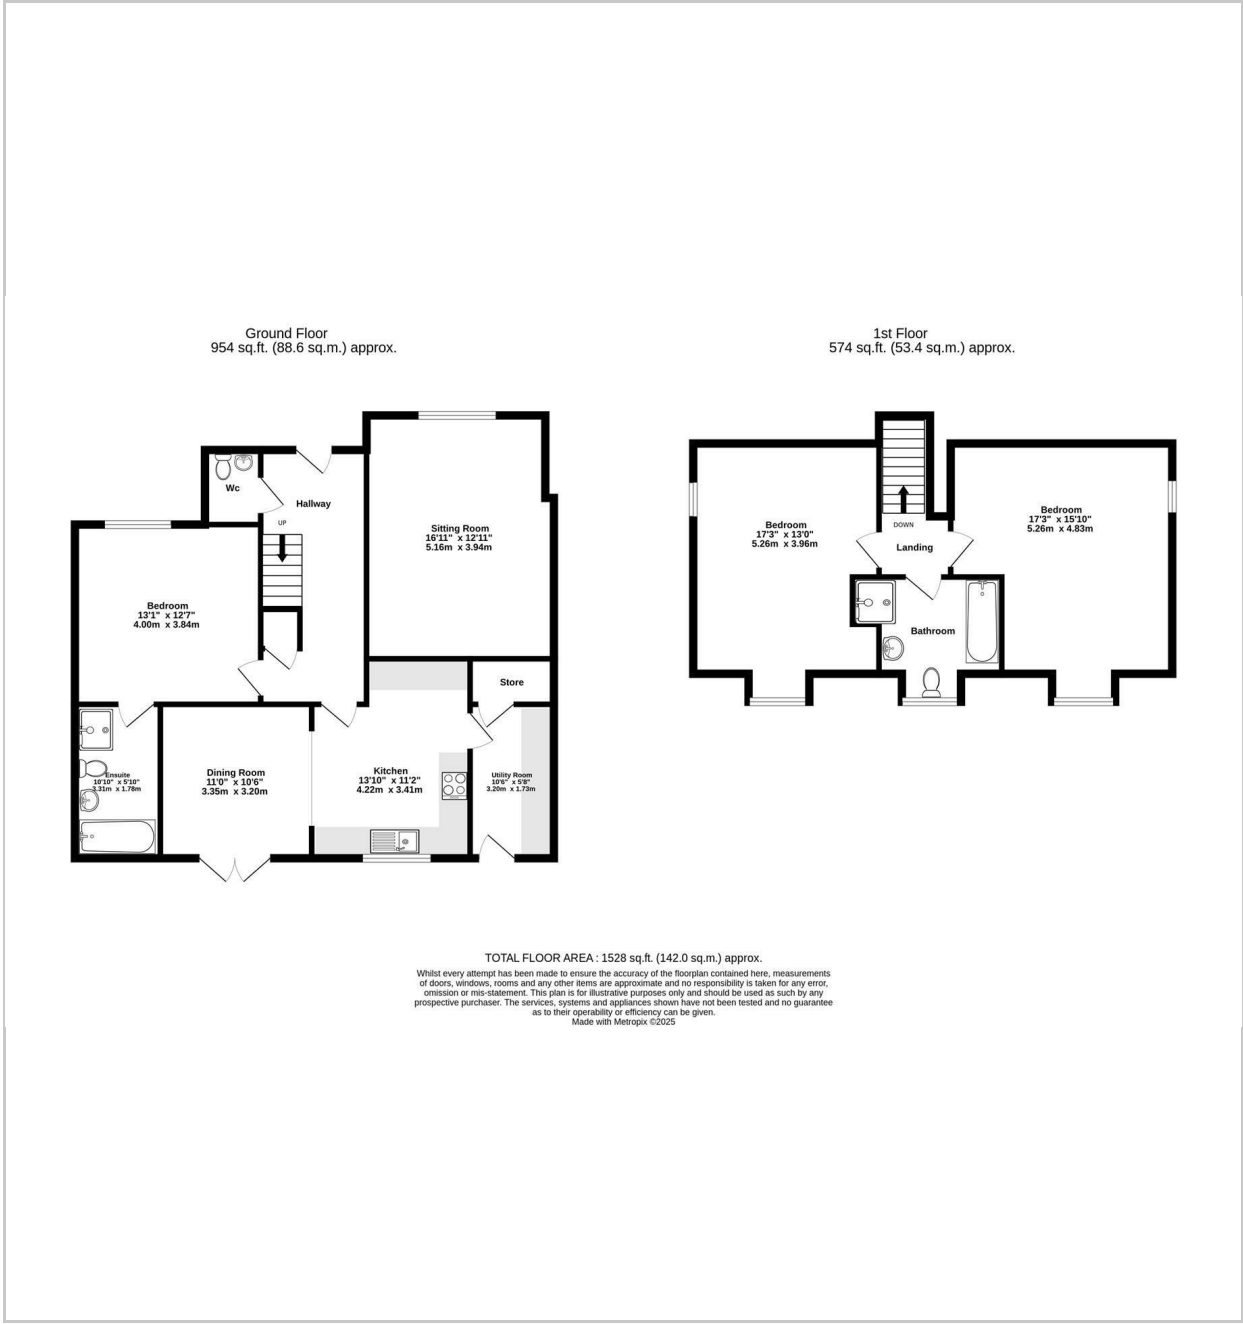 Ground Floor
954 sq.ft. (88.6 sq.m.) approx.
1st Floor
574 sq.ft. (53.4 sq.m.) approx.
Wc
Hallway
UP
Sitting Room
16'11" x 12'11"
5.16m x 3.94m
Bedroom
13'1" x 12'7"
4.00m x 3.84m
Store
Ensuite
10'10" x 5'10"
3.31m x 1.78m
Dining Room
11'0" x 10'6"
3.35m x 3.20m
Kitchen
13'10" x 11'2"
4.22m x 3.41m
Utility Room
10'6" x 5'8"
3.20m x 1.73m
Bedroom
17'3" x 13'0"
5.26m x 3.96m
DOWN
Landing
Bedroom
17'3" x 15'10"
5.26m x 4.83m
Bathroom
TOTAL FLOOR AREA : 1528 sq.ft. (142.0 sq.m.) approx.
Whilst every attempt has been made to ensure the accuracy of the floorplan contained here, measurements
of doors, windows, rooms and any other items are approximate and no responsibility is taken for any error,
omission or mis-statement. This plan is for illustrative purposes only and should be used as such by any
prospective purchaser. The services, systems and appliances shown have not been tested and no guarantee
as to their operability or efficiency can be given.
Made with Metropix ©2025